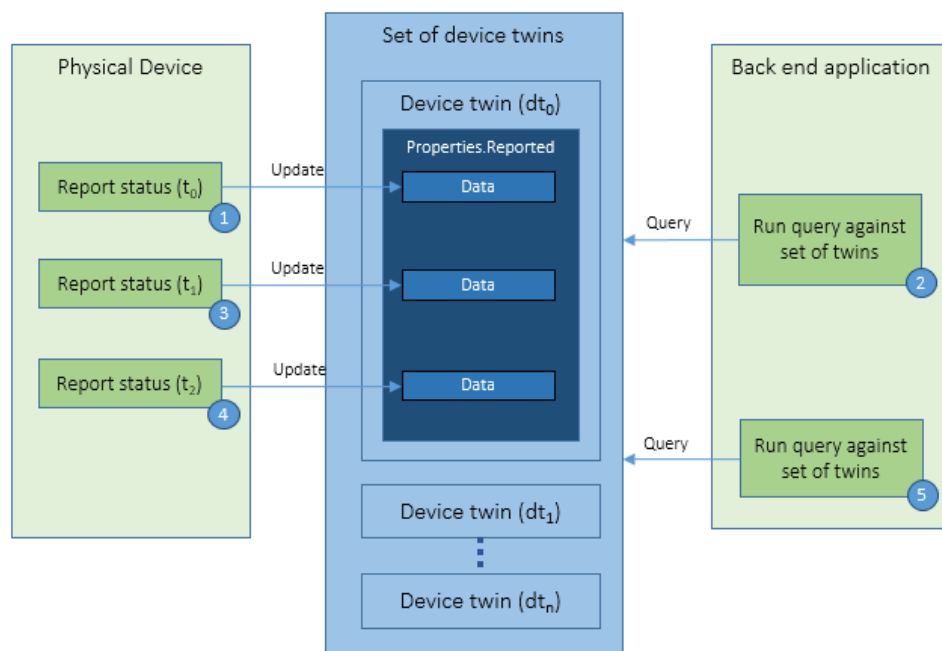 Physical Device
Report status (t₀)
1
Report status (t₁)
3
Report status (t₂)
4
Update
Update
Update
Set of device twins
Device twin (dt₀)
Properties.Reported
Data
Data
Data
Device twin (dt₁)
Device twin (dtₙ)
Query
Query
Back end application
Run query against
set of twins
2
Run query against
set of twins
5